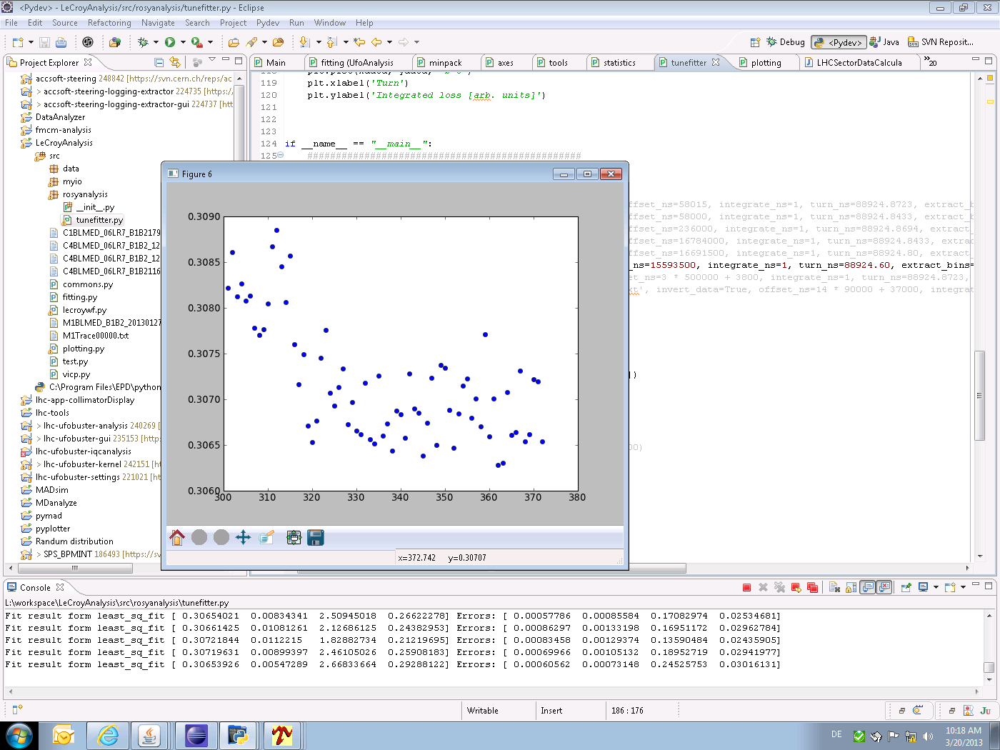 <Pydev> - LeCroyAnalysis/src/rosyanalysis/tunefitter.py - Eclipse
File Edit Source Refactoring Navigate Search Project Pydev Run Window Help
Debug <Pydev> Java SVN Reposit...
Project Explorer
Main fitting (UfoAnalysis minpack axes tools statistics tunefitter plotting LHCSectorDataCalcula »20
accsoft-steering 248842 [https://svn.cern.ch/reps/ac
> accsoft-steering-logging-extractor 224735 [https:/
> accsoft-steering-logging-extractor-gui 224737 [htt
DataAnalyzer
fmcm-analysis
LeCroyAnalysis
src
data
myio
rosyanalysis
__init__.py
tunefitter.py
C1BLMED_06LR7_B1B2179
C4BLMED_06LR7_B1B2_12
C4BLMED_06LR7_B1B2_12
C4BLMED_06LR7_B1B2116
commons.py
fitting.py
lecroywf.py
M1BLMED_B1B2_20130127
M1Trace00000.txt
plotting.py
test.py
vicp.py
C:\Program Files\EPD\python
lhc-app-collimatorDisplay
lhc-tools
> lhc-ufobuster-analysis 240269 [
> lhc-ufobuster-gui 235153 [http
lhc-ufobuster-iqcanalysis
> lhc-ufobuster-kernel 242151 [ht
lhc-ufobuster-settings 221021 [h
MADsim
MDanalyze
pymad
pyplotter
Randum distribution
> SPS_BPMINT 186493 [https://sv
119 plt.xlabel('Turn')
120 plt.ylabel('Integrated loss [arb. units]')
121
122
123
124 if __name__ == "__main__":
125 ################################################
ffset_ns=58015, integrate_ns=1, turn_ns=88924.8723, extract_b
ffset_ns=58000, integrate_ns=1, turn_ns=88924.8433, extract_b
ffset_ns=236000, integrate_ns=1, turn_ns=88924.8694, extract_
ffset_ns=16784000, integrate_ns=1, turn_ns=88924.8433, extrac
ffset_ns=16691500, integrate_ns=1, turn_ns=88924.80, extract_
_ns=15593500, integrate_ns=1, turn_ns=88924.60, extract_bins=
et_ns=3 * 500000 + 3800, integrate_ns=1, turn_ns=88924.8723,
xt', invert_data=True, offset_ns=14 * 90000 + 37000, integrat
])
00)
Figure 6
0.3090
0.3085
0.3080
0.3075
0.3070
0.3065
0.3060
300 310 320 330 340 350 360 370 380
x=372.742 y=0.30707
Console
L:\workspace\LeCroyAnalysis\src\rosyanalysis\tunefitter.py
Fit result form least_sq_fit [ 0.30654021 0.00834341 2.50945018 0.26622278] Errors: [ 0.00057786 0.00085584 0.17082974 0.02534681]
Fit result form least_sq_fit [ 0.30661425 0.01081261 2.12686125 0.24382953] Errors: [ 0.00086297 0.00133198 0.16951172 0.02962784]
Fit result form least_sq_fit [ 0.30721844 0.0112215 1.82882734 0.21219695] Errors: [ 0.00083458 0.00129374 0.13590484 0.02435905]
Fit result form least_sq_fit [ 0.30719631 0.00899397 2.46105026 0.25908183] Errors: [ 0.00069966 0.00105132 0.18952719 0.02941977]
Fit result form least_sq_fit [ 0.30653926 0.00547289 2.66833664 0.29288122] Errors: [ 0.00060562 0.00073148 0.24525753 0.03016131]
Writable Insert 186 : 176
DE
10:18 AM
3/20/2013